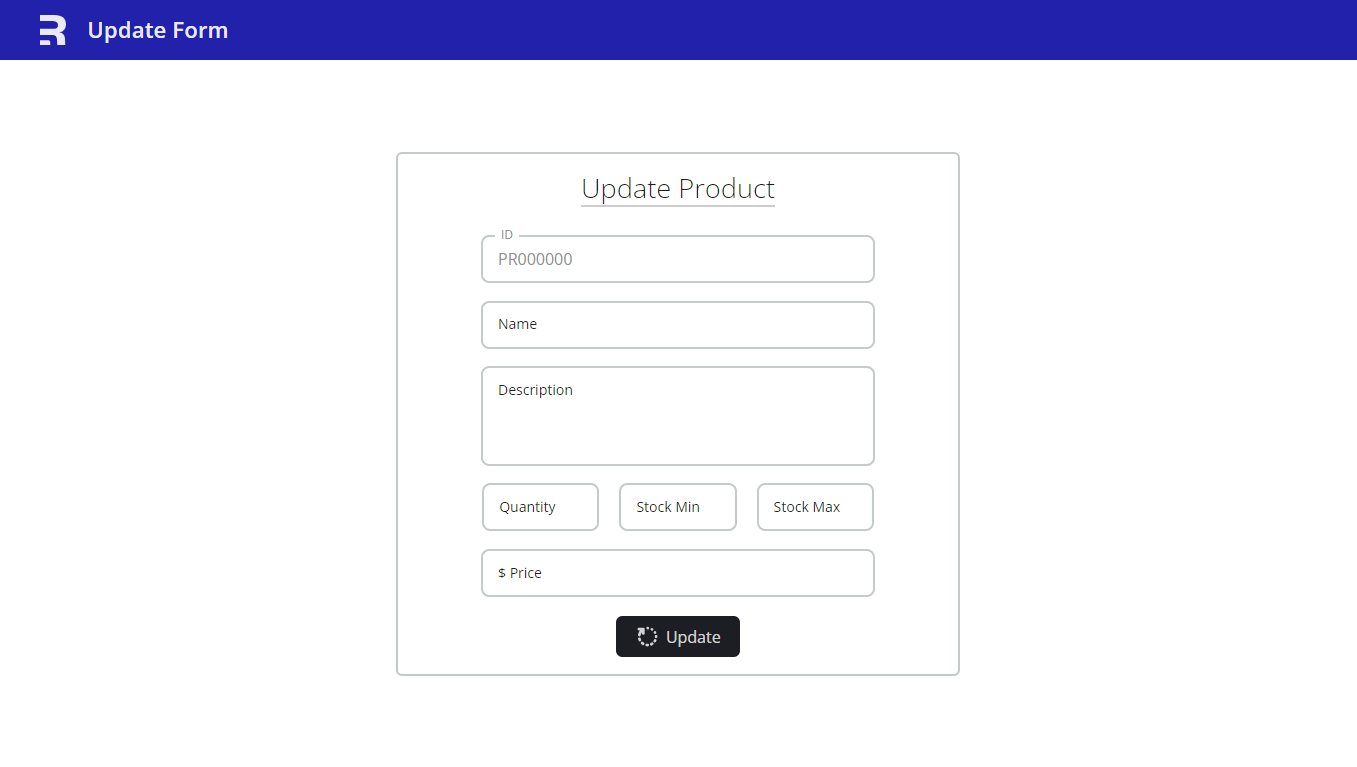 Update Form
Update Product
ID
PR000000
Name
Description
Quantity Stock Min Stock Max
$ Price
Update